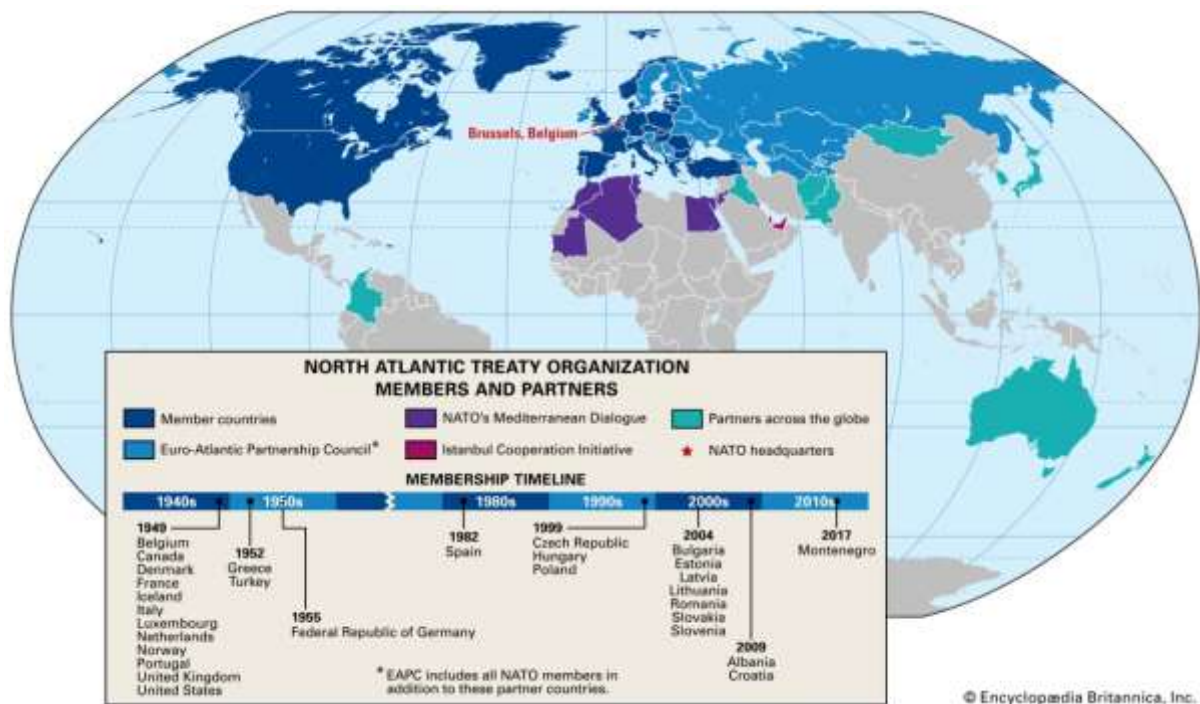 Brussels, Belgium
NORTH ATLANTIC TREATY ORGANIZATION
MEMBERS AND PARTNERS
Member countries
NATO's Mediterranean Dialogue
Partners across the globe
Euro-Atlantic Partnership Council*
Istanbul Cooperation Initiative
NATO headquarters
MEMBERSHIP TIMELINE
1940s
1950s
1980s
1990s
2000s
2010s
1949
Belgium
Canada
Denmark
France
Iceland
Italy
Luxembourg
Netherlands
Norway
Portugal
United Kingdom
United States
1952
Greece
Turkey
1955
Federal Republic of Germany
1982
Spain
1999
Czech Republic
Hungary
Poland
2004
Bulgaria
Estonia
Latvia
Lithuania
Romania
Slovakia
Slovenia
2009
Albania
Croatia
2017
Montenegro
* EAPC includes all NATO members in
addition to these partner countries.
© Encyclopædia Britannica, Inc.